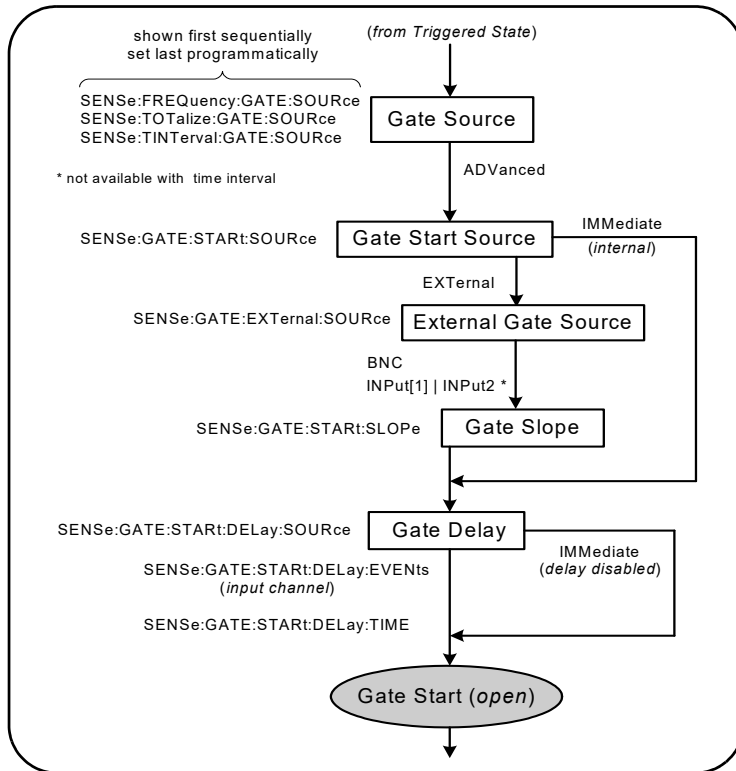 shown first sequentially
set last programmatically
(from Triggered State)
SENSe:FREQuency:GATE:SOURce
SENSe:TOTalize:GATE:SOURce
SENSe:TINTerval:GATE:SOURce
Gate Source
* not available with time interval
ADVanced
SENSe:GATE:STARt:SOURce
Gate Start Source
IMMediate
(internal)
EXTernal
SENSe:GATE:EXTernal:SOURce
External Gate Source
BNC
INPut[1] | INPut2 *
SENSe:GATE:STARt:SLOPe
Gate Slope
SENSe:GATE:STARt:DELay:SOURce
Gate Delay
SENSe:GATE:STARt:DELay:EVENts
(input channel)
IMMediate
(delay disabled)
SENSe:GATE:STARt:DELay:TIME
Gate Start (open)